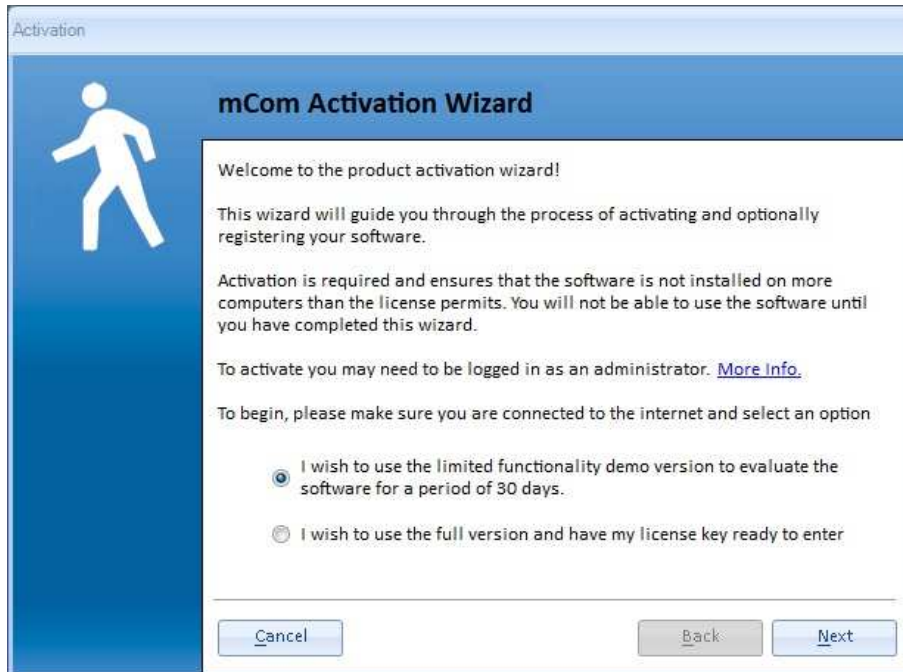 Activation
mCom Activation Wizard
Welcome to the product activation wizard!
This wizard will guide you through the process of activating and optionally
registering your software.
Activation is required and ensures that the software is not installed on more
computers than the license permits. You will not be able to use the software until
you have completed this wizard.
To activate you may need to be logged in as an administrator. More Info.
To begin, please make sure you are connected to the internet and select an option
I wish to use the limited functionality demo version to evaluate the
software for a period of 30 days.
I wish to use the full version and have my license key ready to enter
Cancel Back Next